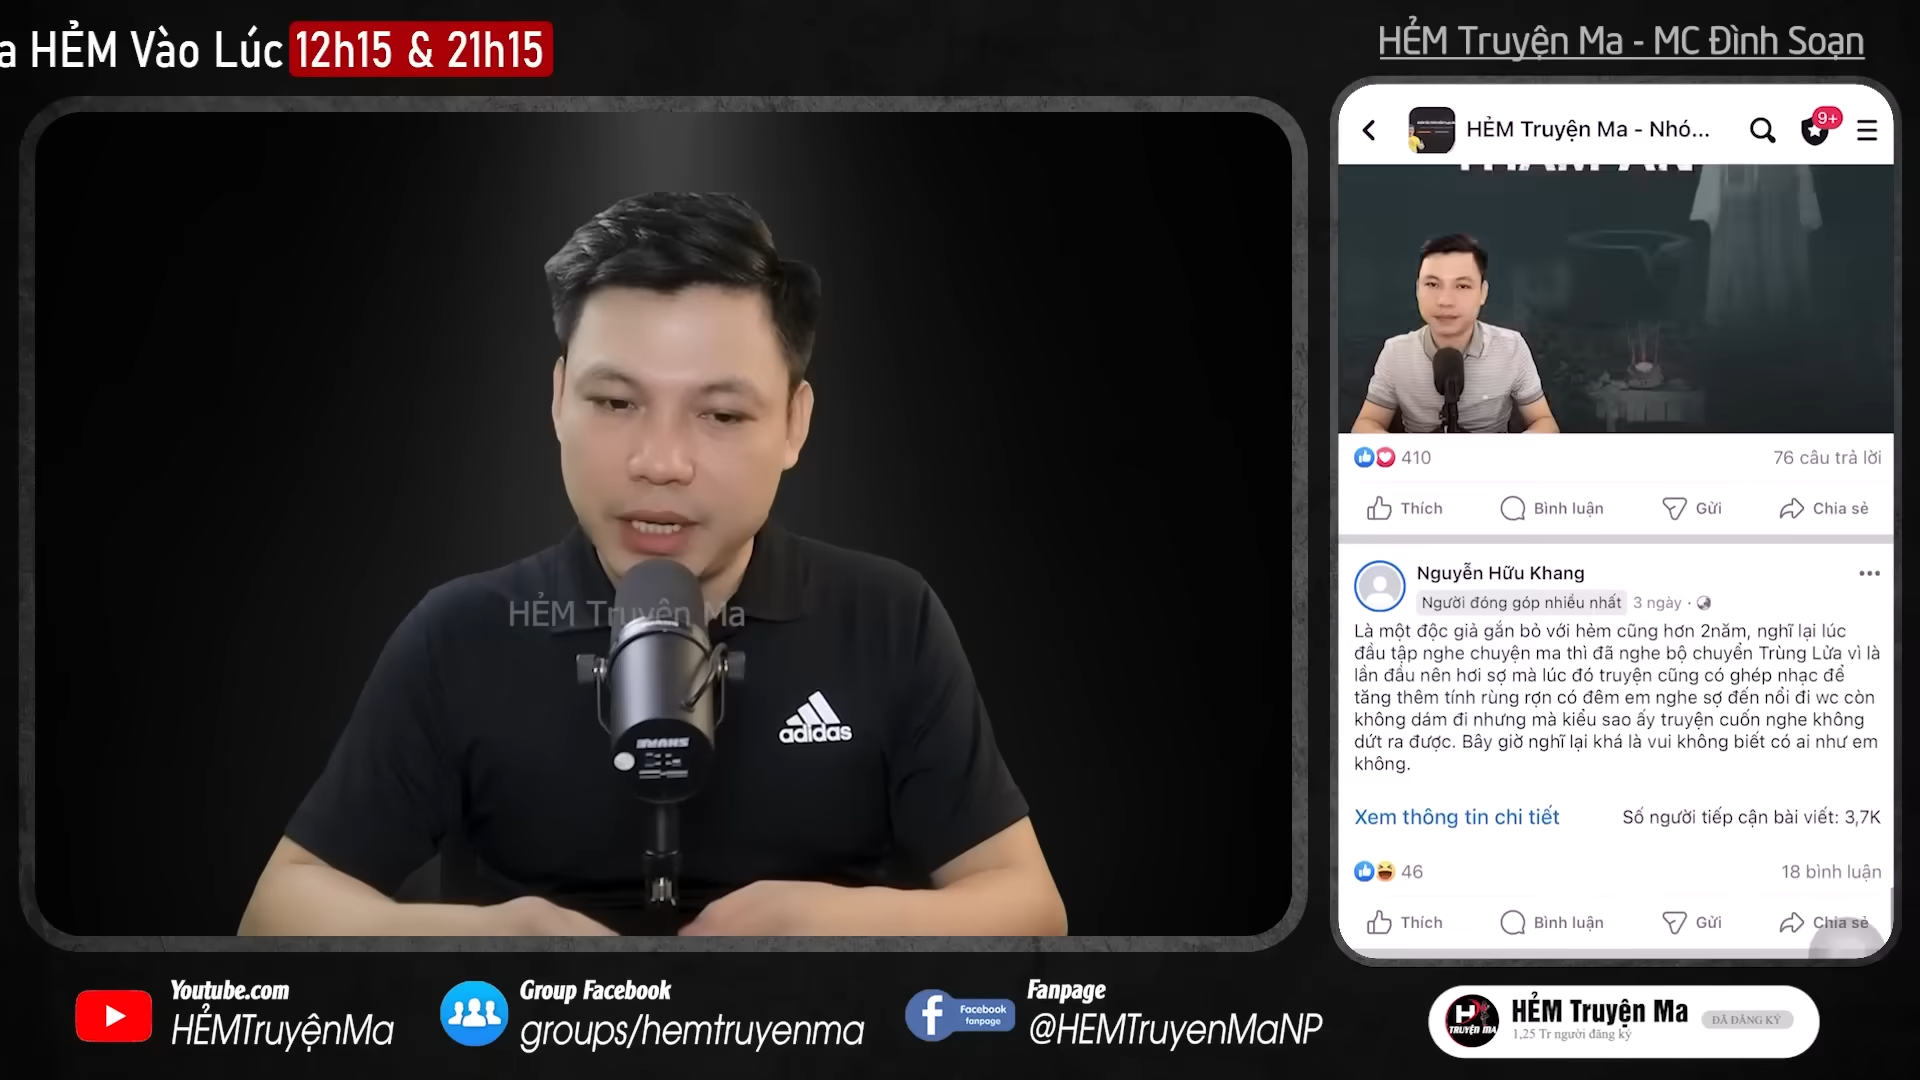 a HẺM Vào Lúc 12h15 & 21h15
HẺM Truyện Ma - MC Đình Soạn
HẺM Truyện Ma - Nhó...
9+
410
76 câu trả lời
Thích
Bình luận
Gửi
Chia sẻ
Nguyễn Hữu Khang
Người đóng góp nhiều nhất 3 ngày ·
Là một độc giả gắn bó với hẻm cũng hơn 2năm, nghĩ lại lúc
đầu tập nghe chuyện ma thì đã nghe bộ chuyển Trùng Lửa vì là
lần đầu nên hơi sợ mà lúc đó truyện cũng có ghép nhạc để
tăng thêm tính rùng rợn có đêm em nghe sợ đến nổi đi wc còn
không dám đi nhưng mà kiểu sao ấy truyện cuốn nghe không
dứt ra được. Bây giờ nghĩ lại khá là vui không biết có ai như em
không.
Xem thông tin chi tiết
Số người tiếp cận bài viết: 3,7K
46
18 bình luận
Thích
Bình luận
Gửi
Chia sẻ
HẺM Truyện Ma
adidas
Youtube.com
HẺMTruyệnMa
Group Facebook
groups/hemtruyenma
Facebook
fanpage
Fanpage
@HEMTruyenMaNP
H
TRUYỆN MA
HẺM Truyện Ma
1,25 Tr người đăng ký
ĐÃ ĐĂNG KÝ